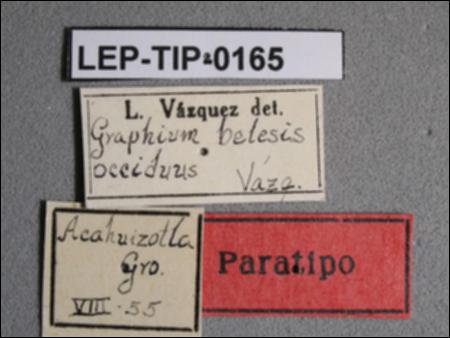 LEP-TIP-0165
L. Vázquez det.
Graphium belesis
occiduus Vázq.
Acahuizotla
Gro.
VIII-55
Paratipo